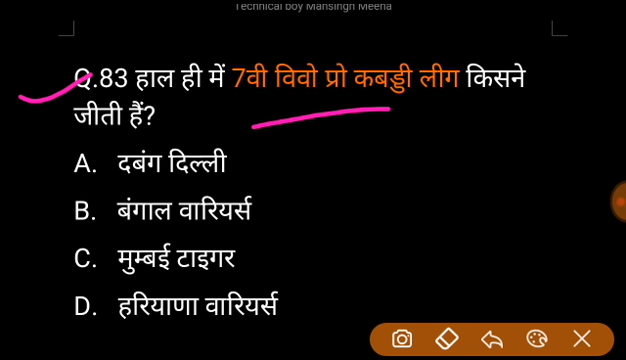 Technical boy Mansingh Meena
Q.83 हाल ही में 7वी विवो प्रो कबड्डी लीग किसने
जीती हैं?
A. दबंग दिल्ली
B. बंगाल वारियर्स
C. मुम्बई टाइगर
D. हरियाणा वारियर्स